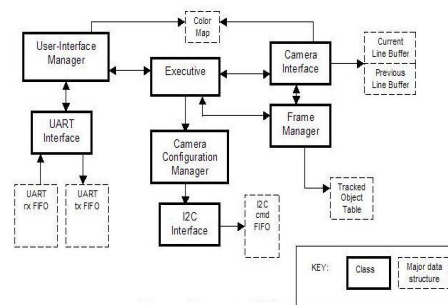 Color
Map
User-Interface
Manager
Executive
Camera
Interface
Current
Line Buffer
Previous
Line Buffer
UART
Interface
Camera
Configuration
Manager
Frame
Manager
UART
rx FIFO
UART
tx FIFO
I2C
Interface
I2C
cmd
FIFO
Tracked
Object
Table
KEY:
Class
Major data
structure